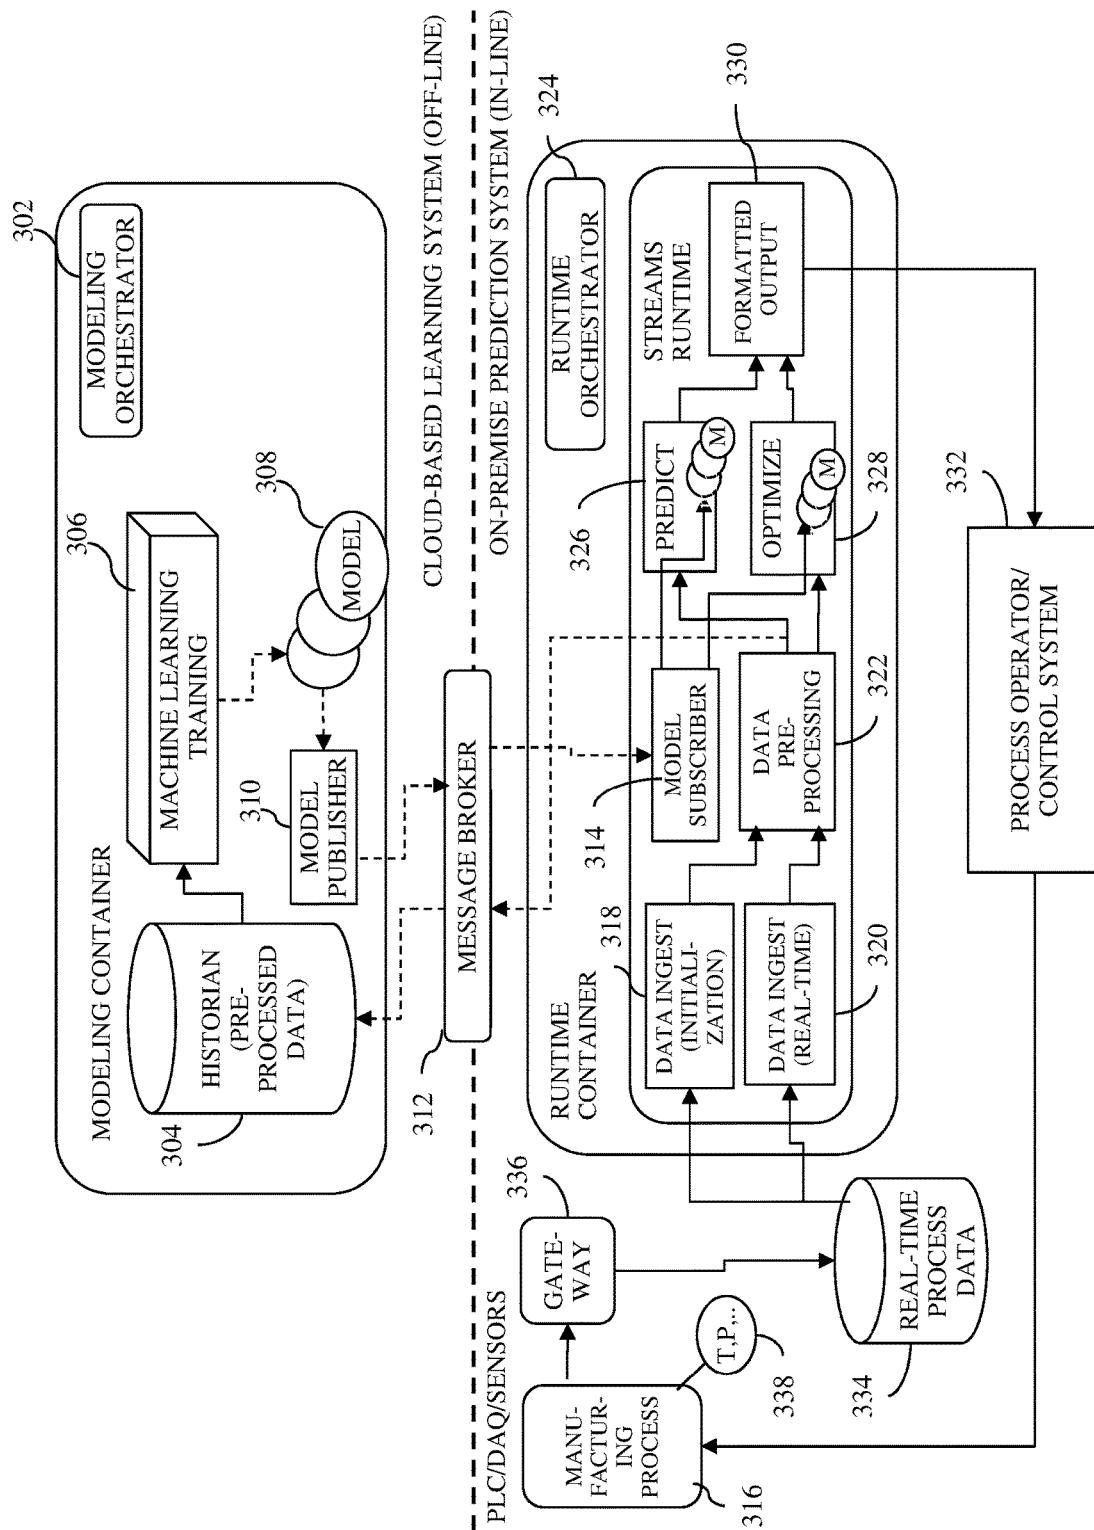 302
MODELING
ORCHESTRATOR
MODELING CONTAINER
306
MACHINE LEARNING
TRAINING
308
MODEL
310
MODEL
PUBLISHER
HISTORIAN
(PRE-
PROCESSED
DATA)
304
CLOUD-BASED LEARNING SYSTEM (OFF-LINE)
312
MESSAGE BROKER
ON-PREMISE PREDICTION SYSTEM (IN-LINE)
PLC/DAQ/SENSORS
324
RUNTIME
ORCHESTRATOR
RUNTIME
CONTAINER
STREAMS
RUNTIME
330
FORMATTED
OUTPUT
326
PREDICT
M
OPTIMIZE
M
328
314
MODEL
SUBSCRIBER
DATA
PRE-
PROCESSING
322
318
DATA INGEST
(INITIALI-
ZATION)
DATA INGEST
(REAL-TIME)
320
336
GATE-
WAY
MANU-
FACTUR-
ING
PROCESS
316
T,P,..
338
REAL-TIME
PROCESS
DATA
334
332
PROCESS OPERATOR/
CONTROL SYSTEM